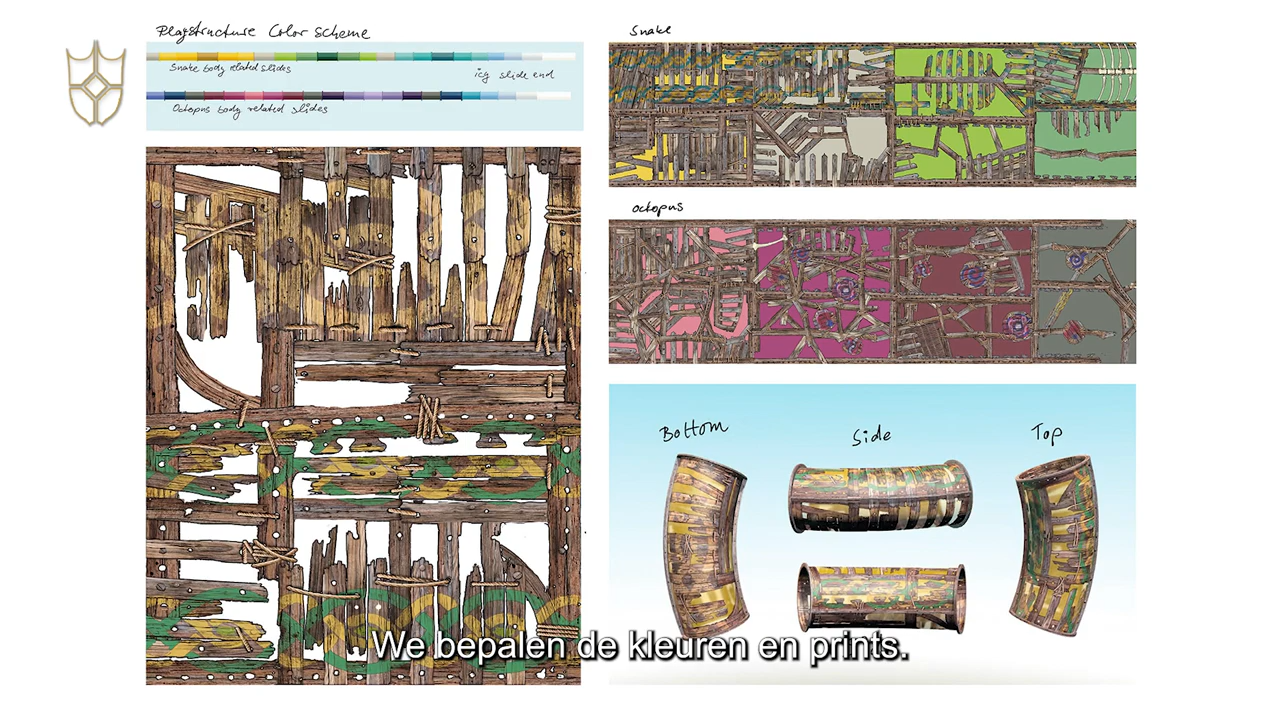 Playstructure Color scheme
Snake body related slides
icy slide end
Octopus body related slides
Snake
octopus
Bottom
Side
Top
We bepalen de kleuren en prints.